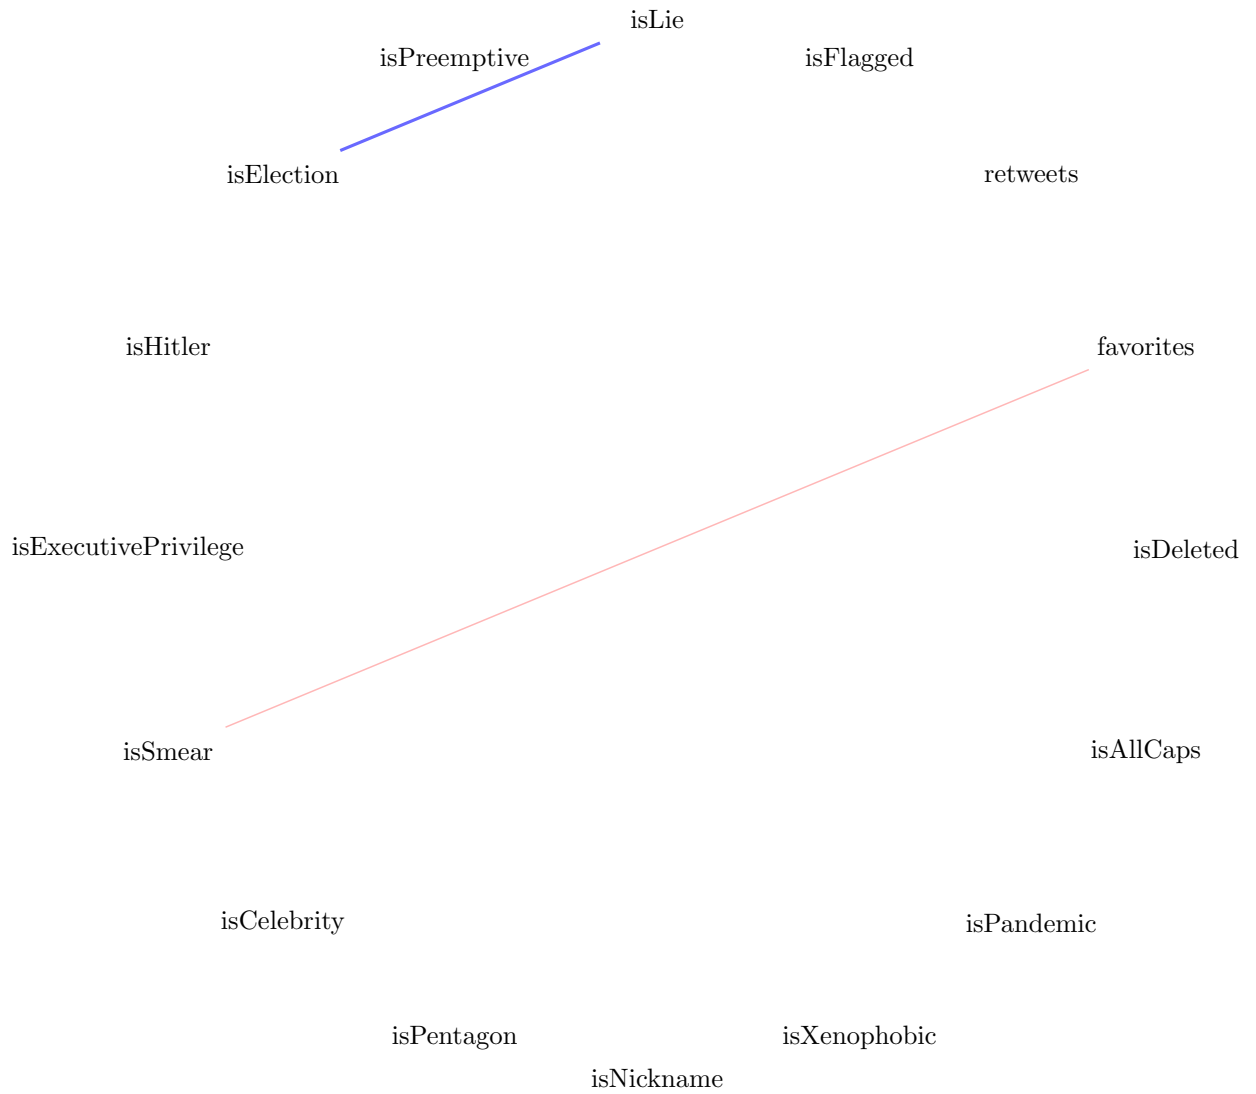 isLie
isPreemptive
isFlagged
isElection
retweets
isHitler
favorites
isExecutivePrivilege
isDeleted
isSmear
isAllCaps
isCelebrity
isPandemic
isPentagon
isXenophobic
isNickname